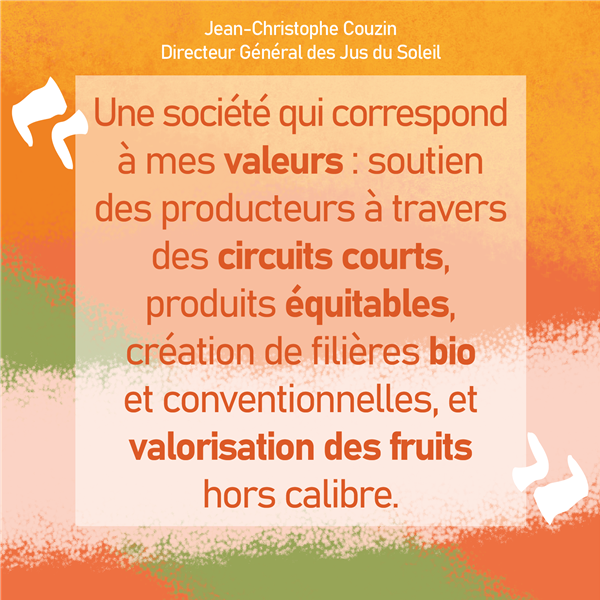 Jean-Christophe Couzin
Directeur Général des Jus du Soleil
Une société qui correspond
à mes valeurs : soutien
des producteurs à travers
des circuits courts,
produits équitables,
création de filières bio
et conventionnelles, et
valorisation des fruits
hors calibre.